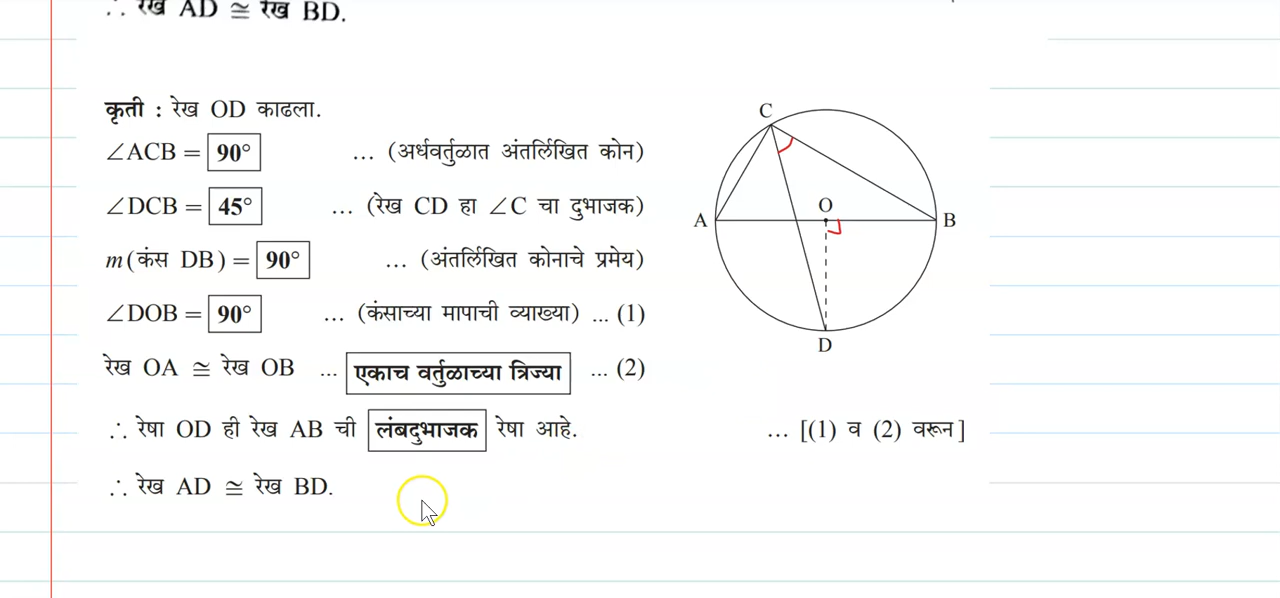 ∴ रेख AD ≅ रेख BD.
कृती : रेख OD काढला.
∠ACB = 90° ... (अर्धवर्तुळात अंतर्लिखित कोन)
∠DCB = 45° ... (रेख CD हा ∠C चा दुभाजक)
m(कंस DB) = 90° ... (अंतर्लिखित कोनाचे प्रमेय)
∠DOB = 90° ... (कंसाच्या मापाची व्याख्या) ... (1)
रेख OA ≅ रेख OB ... एकाच वर्तुळाच्या त्रिज्या ... (2)
∴ रेषा OD ही रेख AB ची लंबदुभाजक रेषा आहे. ... [(1) व (2) वरून]
∴ रेख AD ≅ रेख BD.
C
A
O
B
D